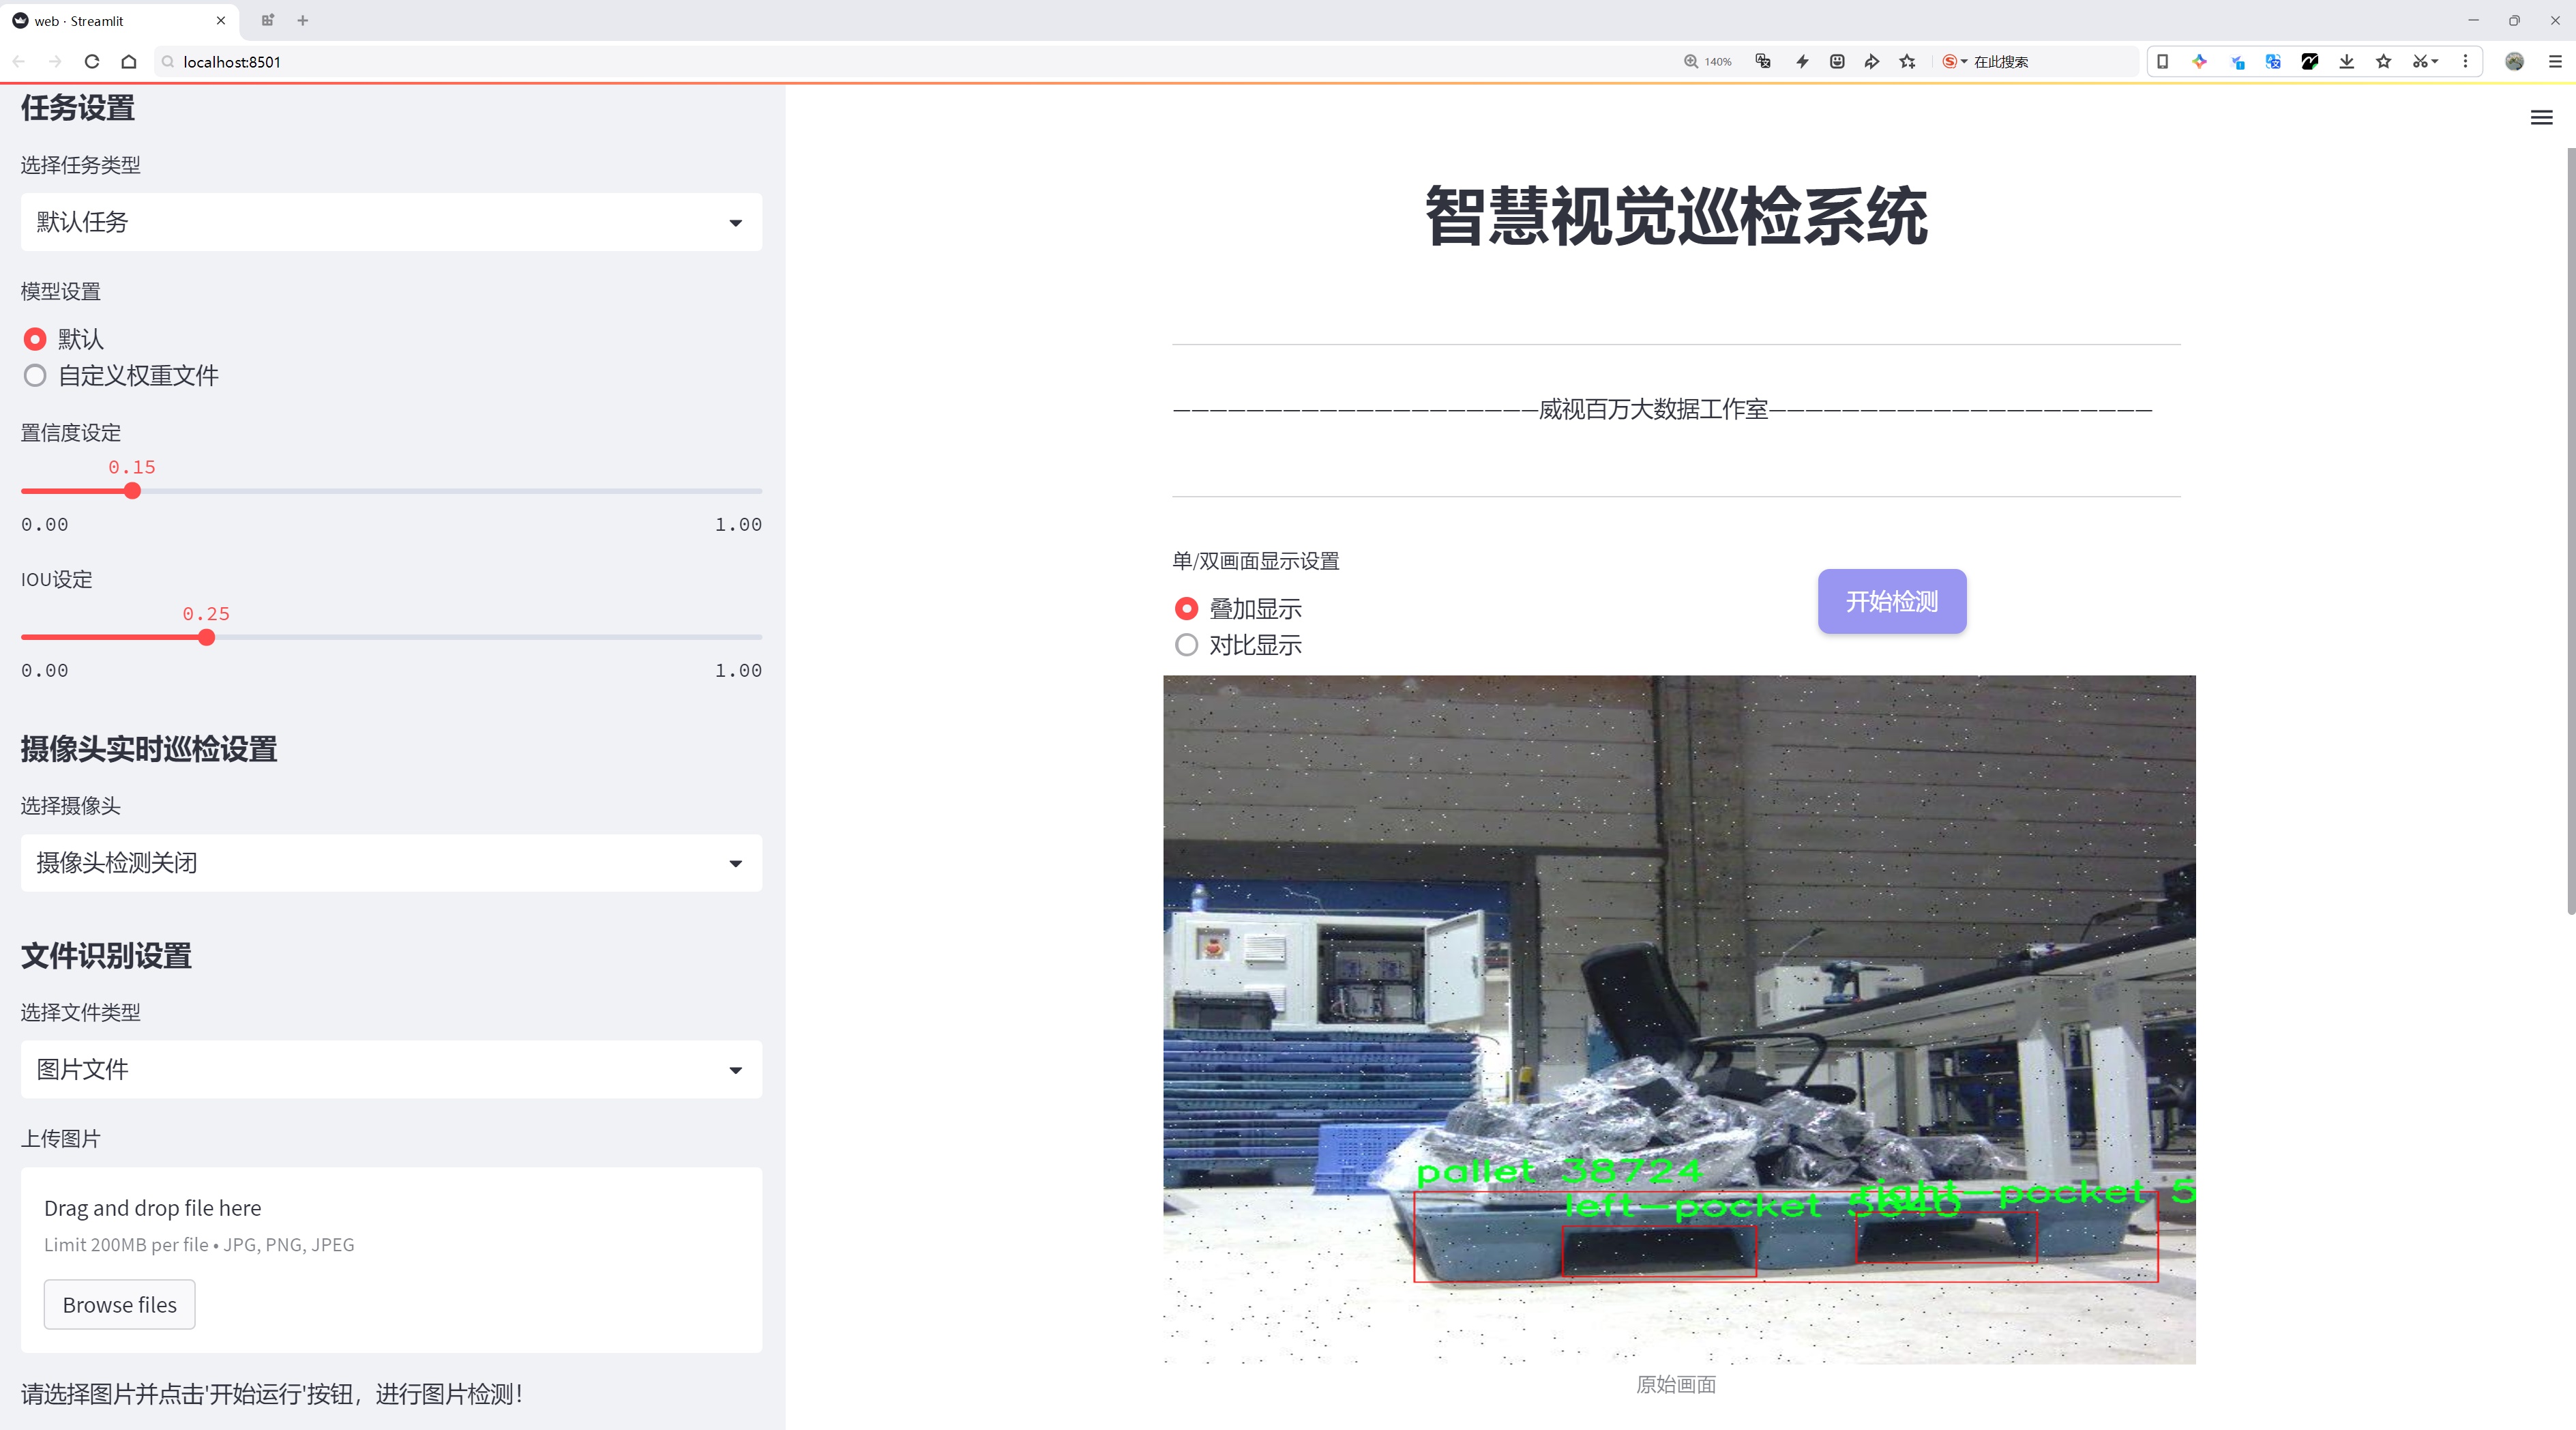 web · Streamlit
localhost:8501
140%
在此搜索
任务设置
选择任务类型
默认任务
模型设置
默认
自定义权重文件
置信度设定
0.15
0.00
1.00
IOU设定
0.25
0.00
1.00
摄像头实时巡检设置
选择摄像头
摄像头检测关闭
文件识别设置
选择文件类型
图片文件
上传图片
Drag and drop file here
Limit 200MB per file • JPG, PNG, JPEG
Browse files
请选择图片并点击'开始运行'按钮，进行图片检测！
智慧视觉巡检系统
————————————————————威视百万大数据工作室—————————————————————
单/双画面显示设置
叠加显示
对比显示
开始检测
pallet 38724
left-pocket
right-pocket 5
原始画面